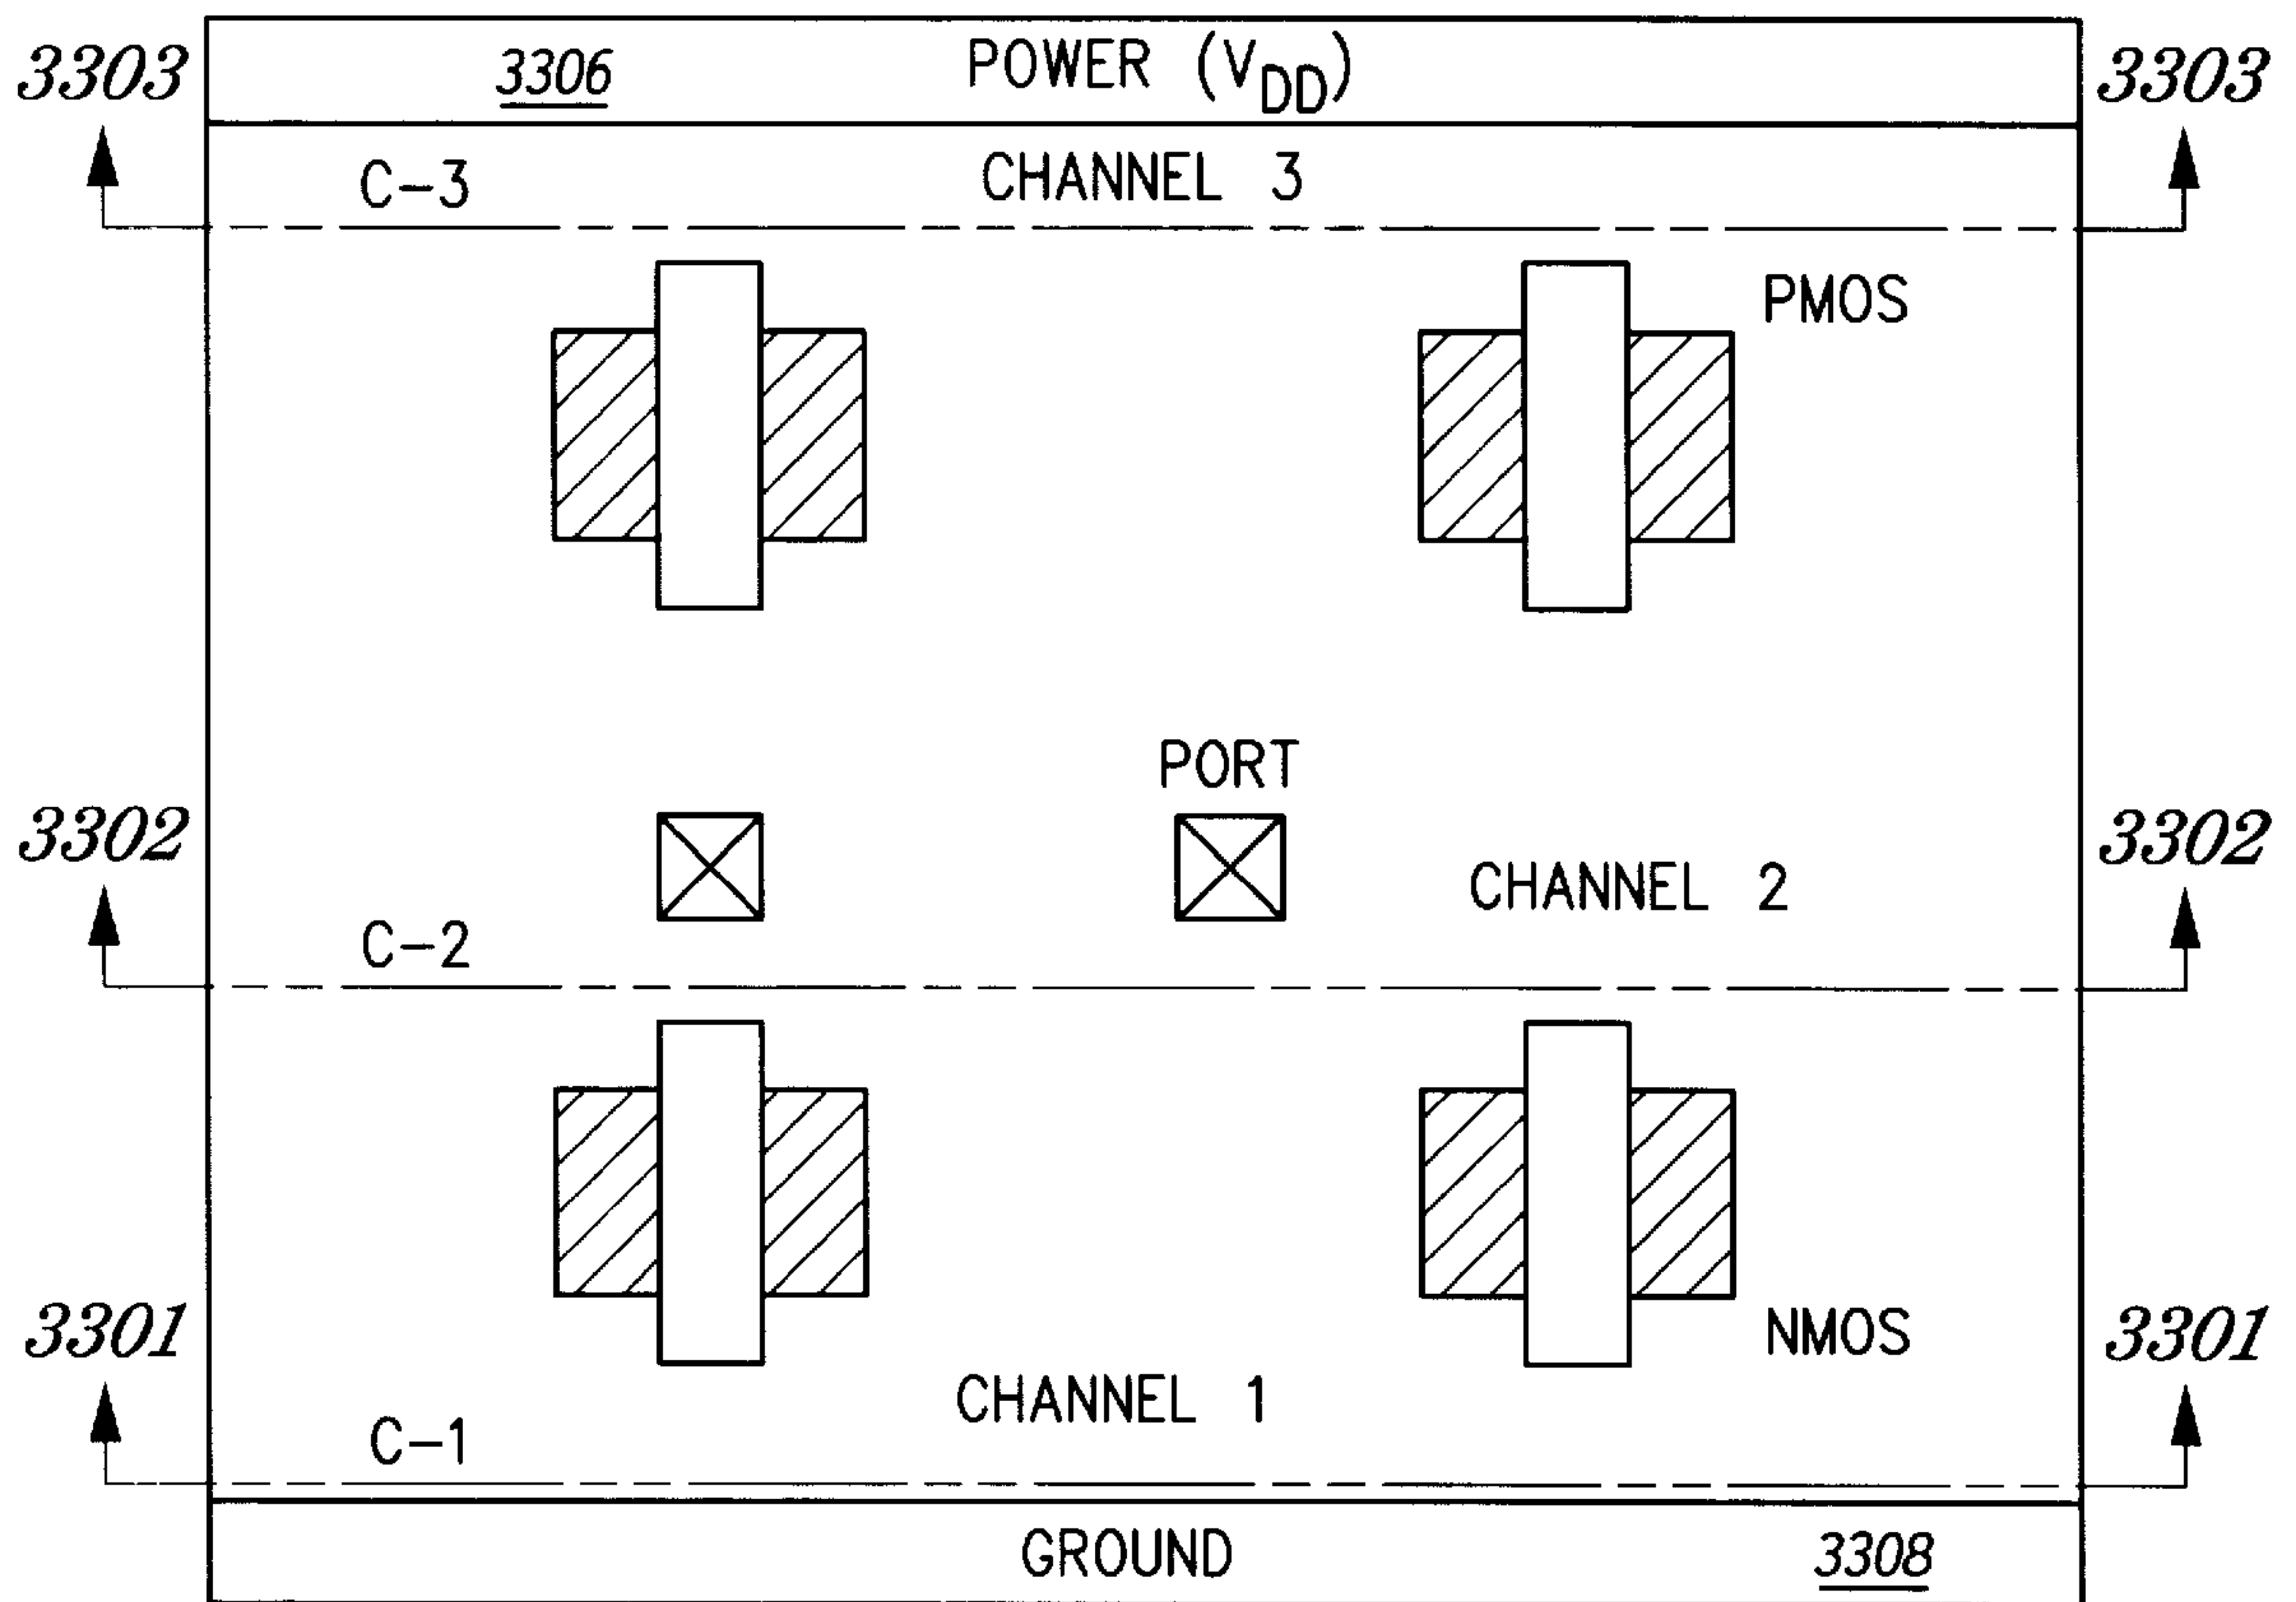 3303 3306 POWER (VDD) 3303
C-3 CHANNEL 3
PMOS
PORT
3302 CHANNEL 2 3302
C-2
NMOS
3301 CHANNEL 1 3301
C-1
GROUND 3308